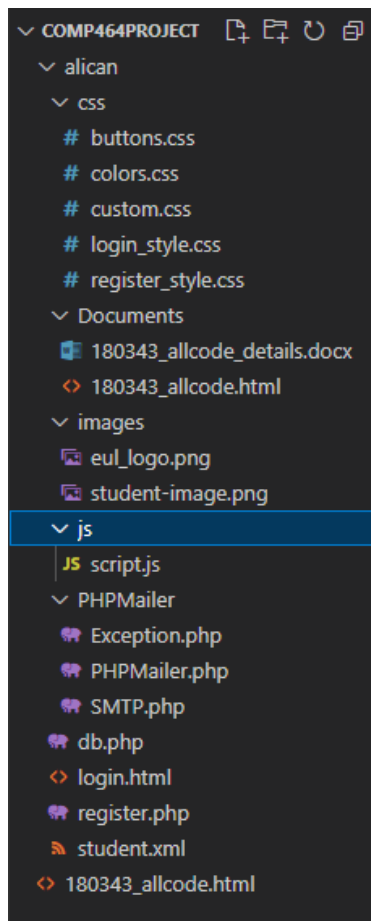 COMP464PROJECT
alican
css
# buttons.css
# colors.css
# custom.css
# login_style.css
# register_style.css
Documents
180343_allcode_details.docx
<> 180343_allcode.html
images
eul_logo.png
student-image.png
js
JS script.js
PHPMailer
Exception.php
PHPMailer.php
SMTP.php
db.php
<> login.html
register.php
student.xml
<> 180343_allcode.html